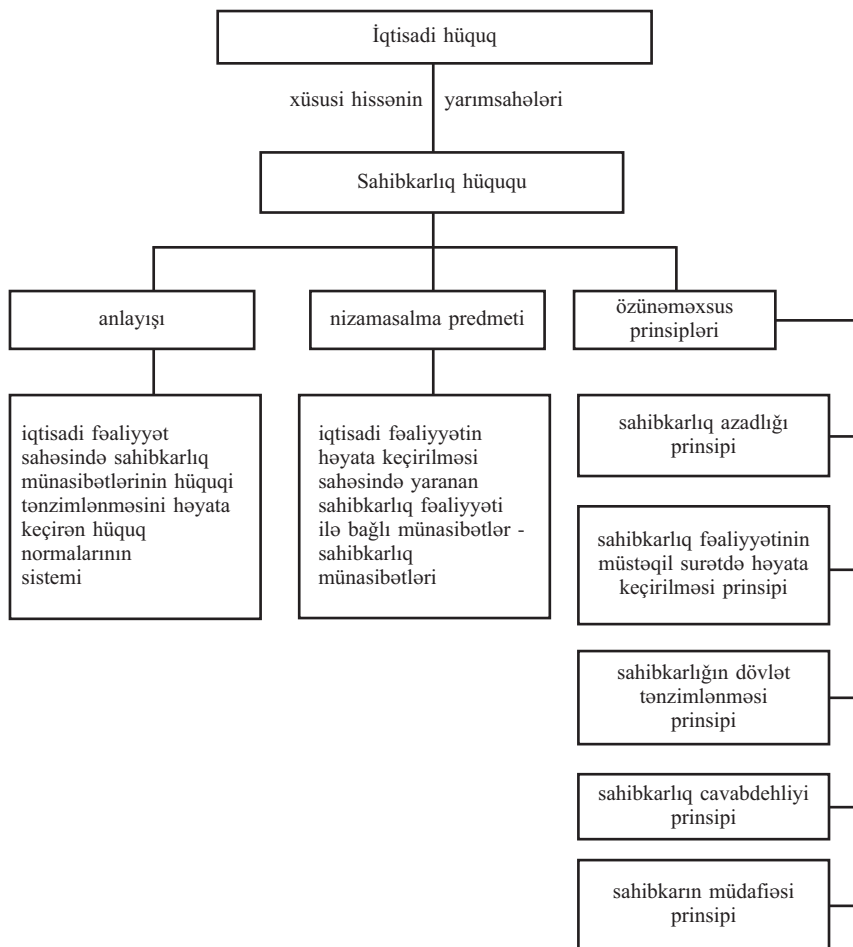 İqtisadi hüquq
xüsusi hissənin yarımsahələri
Sahibkarlıq hüququ
anlayışı
nizamasalma predmeti
özünəməxsus
prinsipləri
iqtisadi fəaliyyət
sahəsində sahibkarlıq
münasibətlərinin hüquqi
tənzimlənməsini həyata
keçirən hüquq
normalarının
sistemi
iqtisadi fəaliyyətin
həyata keçirilməsi
sahəsində yaranan
sahibkarlıq fəaliyyəti
ilə bağlı münasibətlər -
sahibkarlıq
münasibətləri
sahibkarlıq azadlığı
prinsipi
sahibkarlıq fəaliyyətinin
müstəqil surətdə həyata
keçirilməsi prinsipi
sahibkarlığın dövlət
tənzimlənməsi
prinsipi
sahibkarlıq cavabdehliyi
prinsipi
sahibkarın müdafiəsi
prinsipi